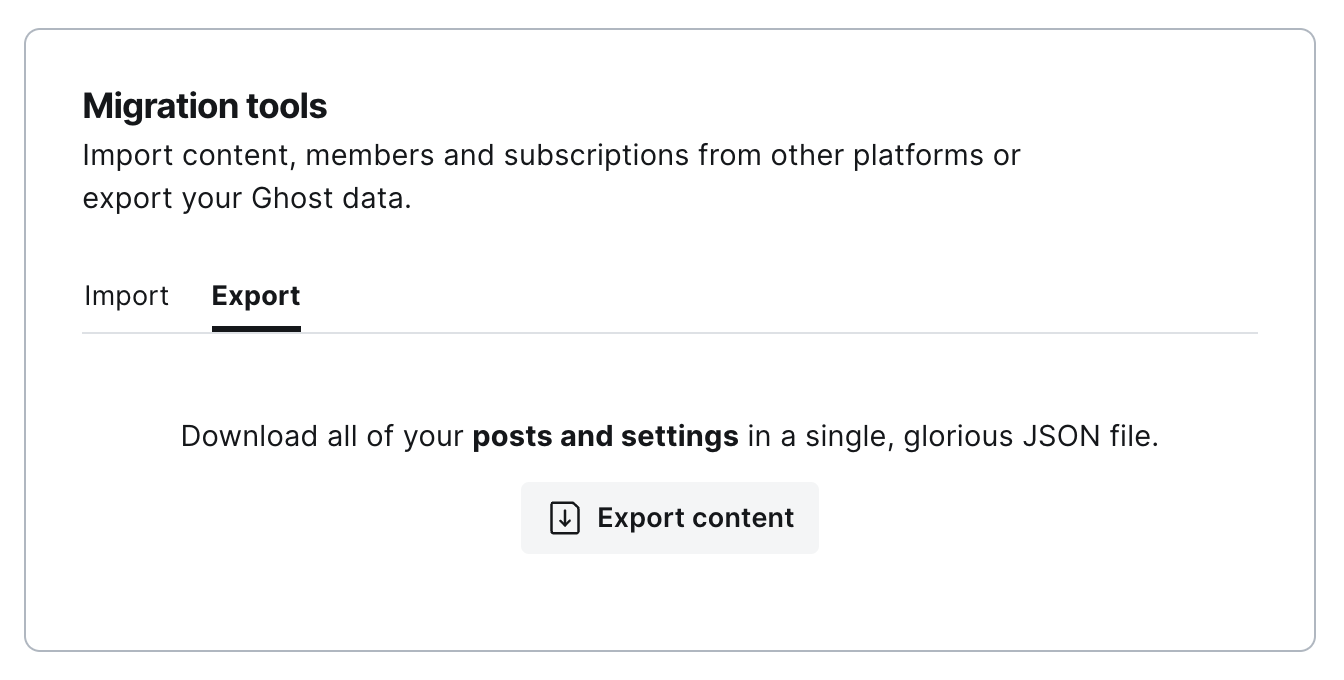 Migration tools
Import content, members and subscriptions from other platforms or
export your Ghost data.
Import Export
Download all of your posts and settings in a single, glorious JSON file.
Export content